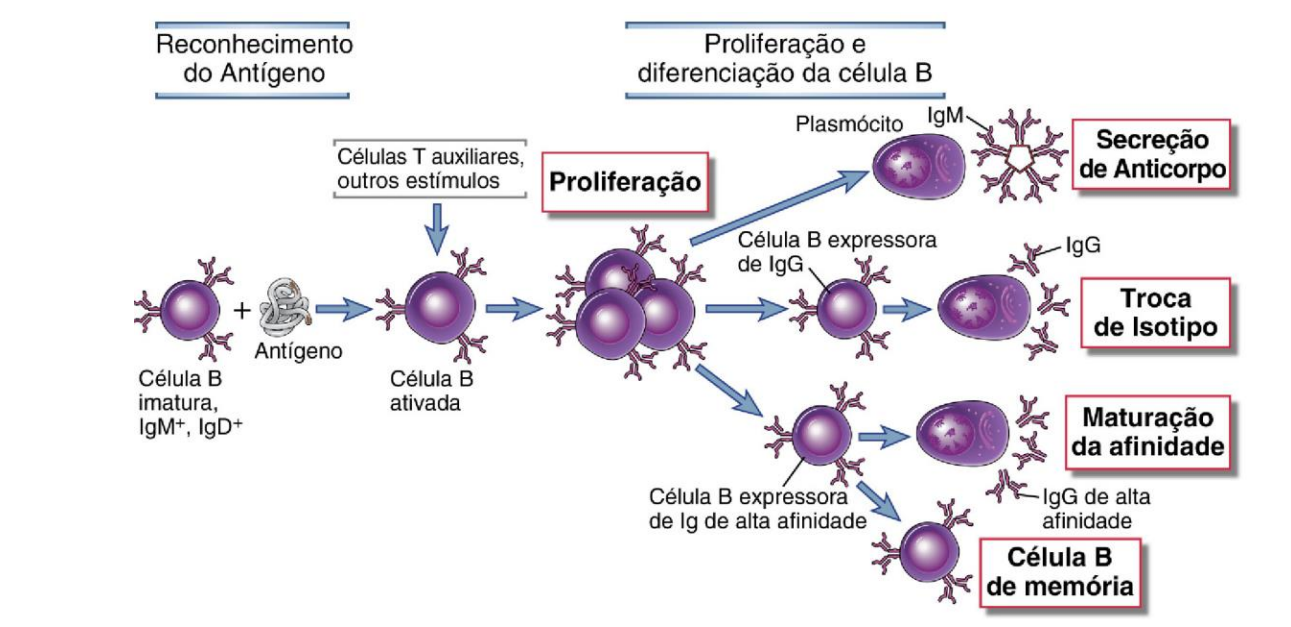 Reconhecimento
do Antígeno
Proliferação e
diferenciação da célula B
Células T auxiliares,
outros estímulos
Proliferação
Plasmócito
IgM
Secreção
de Anticorpo
Célula B expressora
de IgG
IgG
Troca
de Isotipo
+
Antígeno
Célula B
imatura,
IgM⁺, IgD⁺
Célula B
ativada
Maturação
da afinidade
Célula B expressora
de Ig de alta afinidade
IgG de alta
afinidade
Célula B
de memória